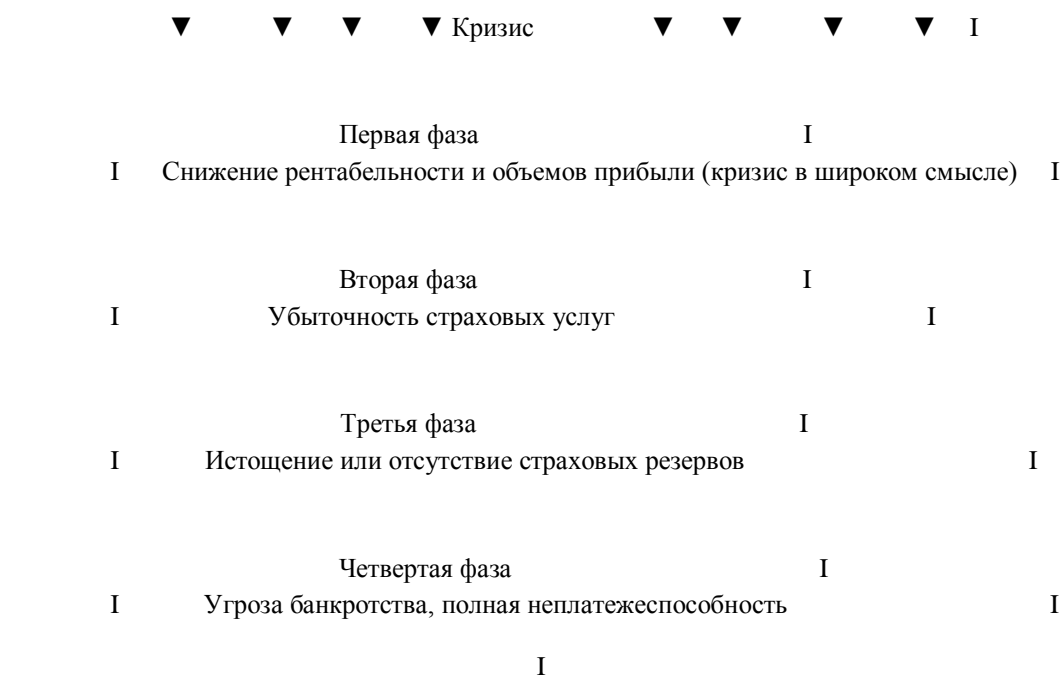 ▼ ▼ ▼ ▼ Кризис ▼ ▼ ▼ ▼ I
Первая фаза I
I Снижение рентабельности и объемов прибыли (кризис в широком смысле) I
Вторая фаза I
I Убыточность страховых услуг I
Третья фаза I
I Истощение или отсутствие страховых резервов I
Четвертая фаза I
I Угроза банкротства, полная неплатежеспособность I
I